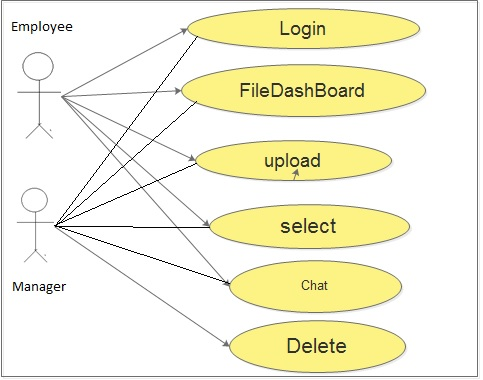 Employee
Login
FileDashBoard
upload
select
Manager
Chat
Delete